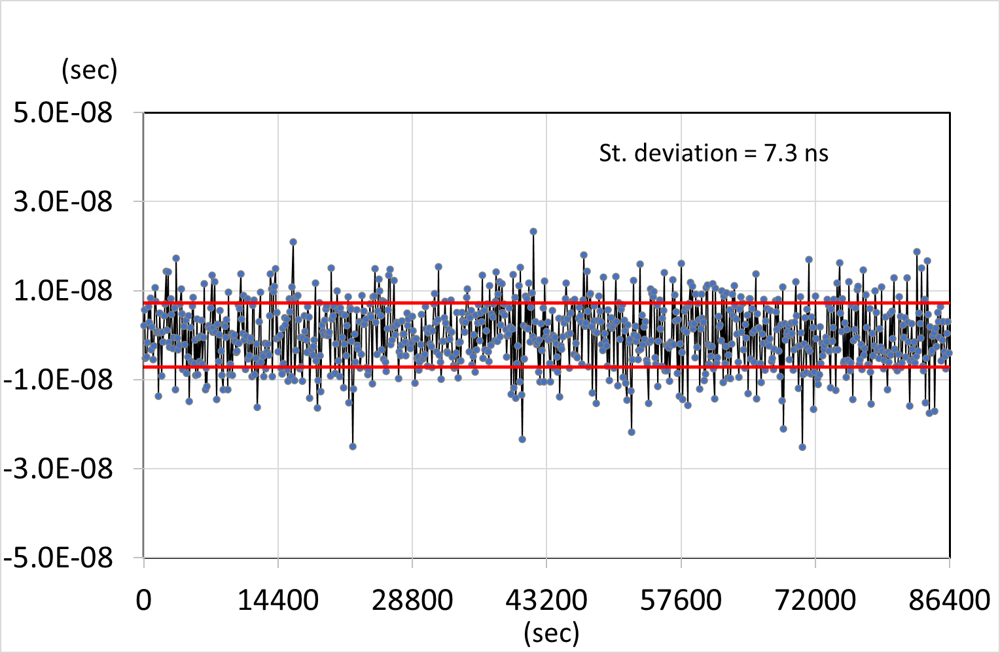 (sec)
5.0E-08
St. deviation = 7.3 ns
3.0E-08
1.0E-08
-1.0E-08
-3.0E-08
-5.0E-08
0 14400 28800 43200 57600 72000 86400
(sec)